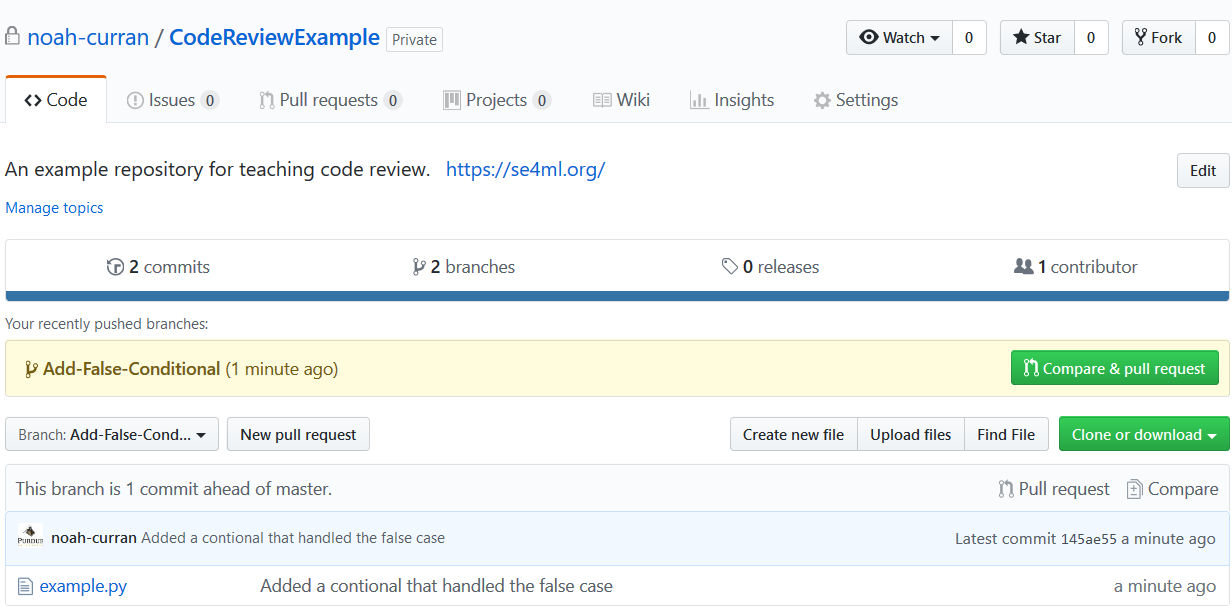 noah-curran / CodeReviewExample Private Watch 0 Star 0 Fork 0
Code Issues 0 Pull requests 0 Projects 0 Wiki Insights Settings
An example repository for teaching code review. https://se4ml.org/ Edit
Manage topics
2 commits 2 branches 0 releases 1 contributor
Your recently pushed branches:
Add-False-Conditional (1 minute ago) Compare & pull request
Branch: Add-False-Cond... New pull request Create new file Upload files Find File Clone or download
This branch is 1 commit ahead of master. Pull request Compare
PURDUE noah-curran Added a contional that handled the false case Latest commit 145ae55 a minute ago
example.py Added a contional that handled the false case a minute ago